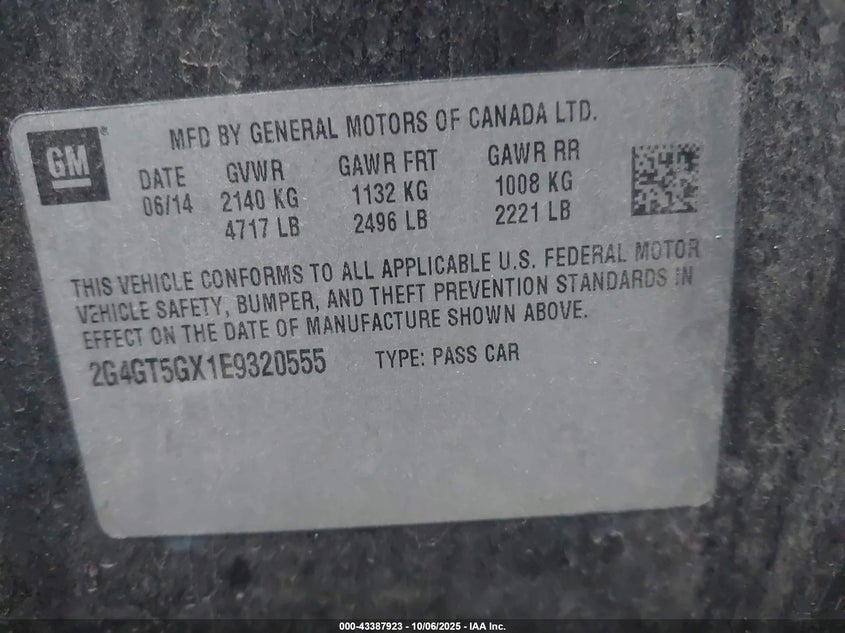 GM®
MFD BY GENERAL MOTORS OF CANADA LTD.
DATE GVWR GAWR FRT GAWR RR
06/14 2140 KG 1132 KG 1008 KG
4717 LB 2496 LB 2221 LB
THIS VEHICLE CONFORMS TO ALL APPLICABLE U.S. FEDERAL MOTOR
VEHICLE SAFETY, BUMPER, AND THEFT PREVENTION STANDARDS IN
EFFECT ON THE DATE OF MANUFACTURE SHOWN ABOVE.
2G4GT5GX1E9320555 TYPE: PASS CAR
000-43387923 - 10/06/2025 - IAA Inc.